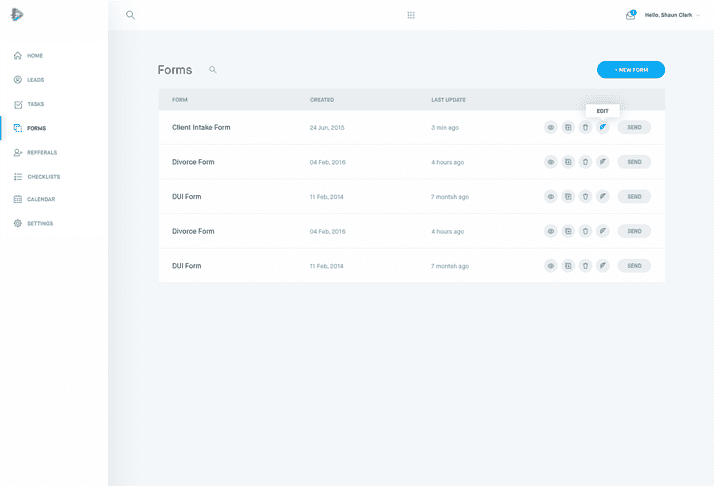 1
Hello, Shaun Clark
HOME
LEADS
TASKS
FORMS
REFFERALS
CHECKLISTS
CALENDAR
SETTINGS
Forms
+ NEW FORM
FORM CREATED LAST UPDATE
EDIT
Client Intake Form 24 Jun, 2015 3 min ago SEND
Divorce Form 04 Feb, 2016 4 hours ago SEND
DUI Form 11 Feb, 2014 7 monteh ago SEND
Divorce Form 04 Feb, 2016 4 hours ago SEND
DUI Form 11 Feb, 2014 7 monteh ago SEND